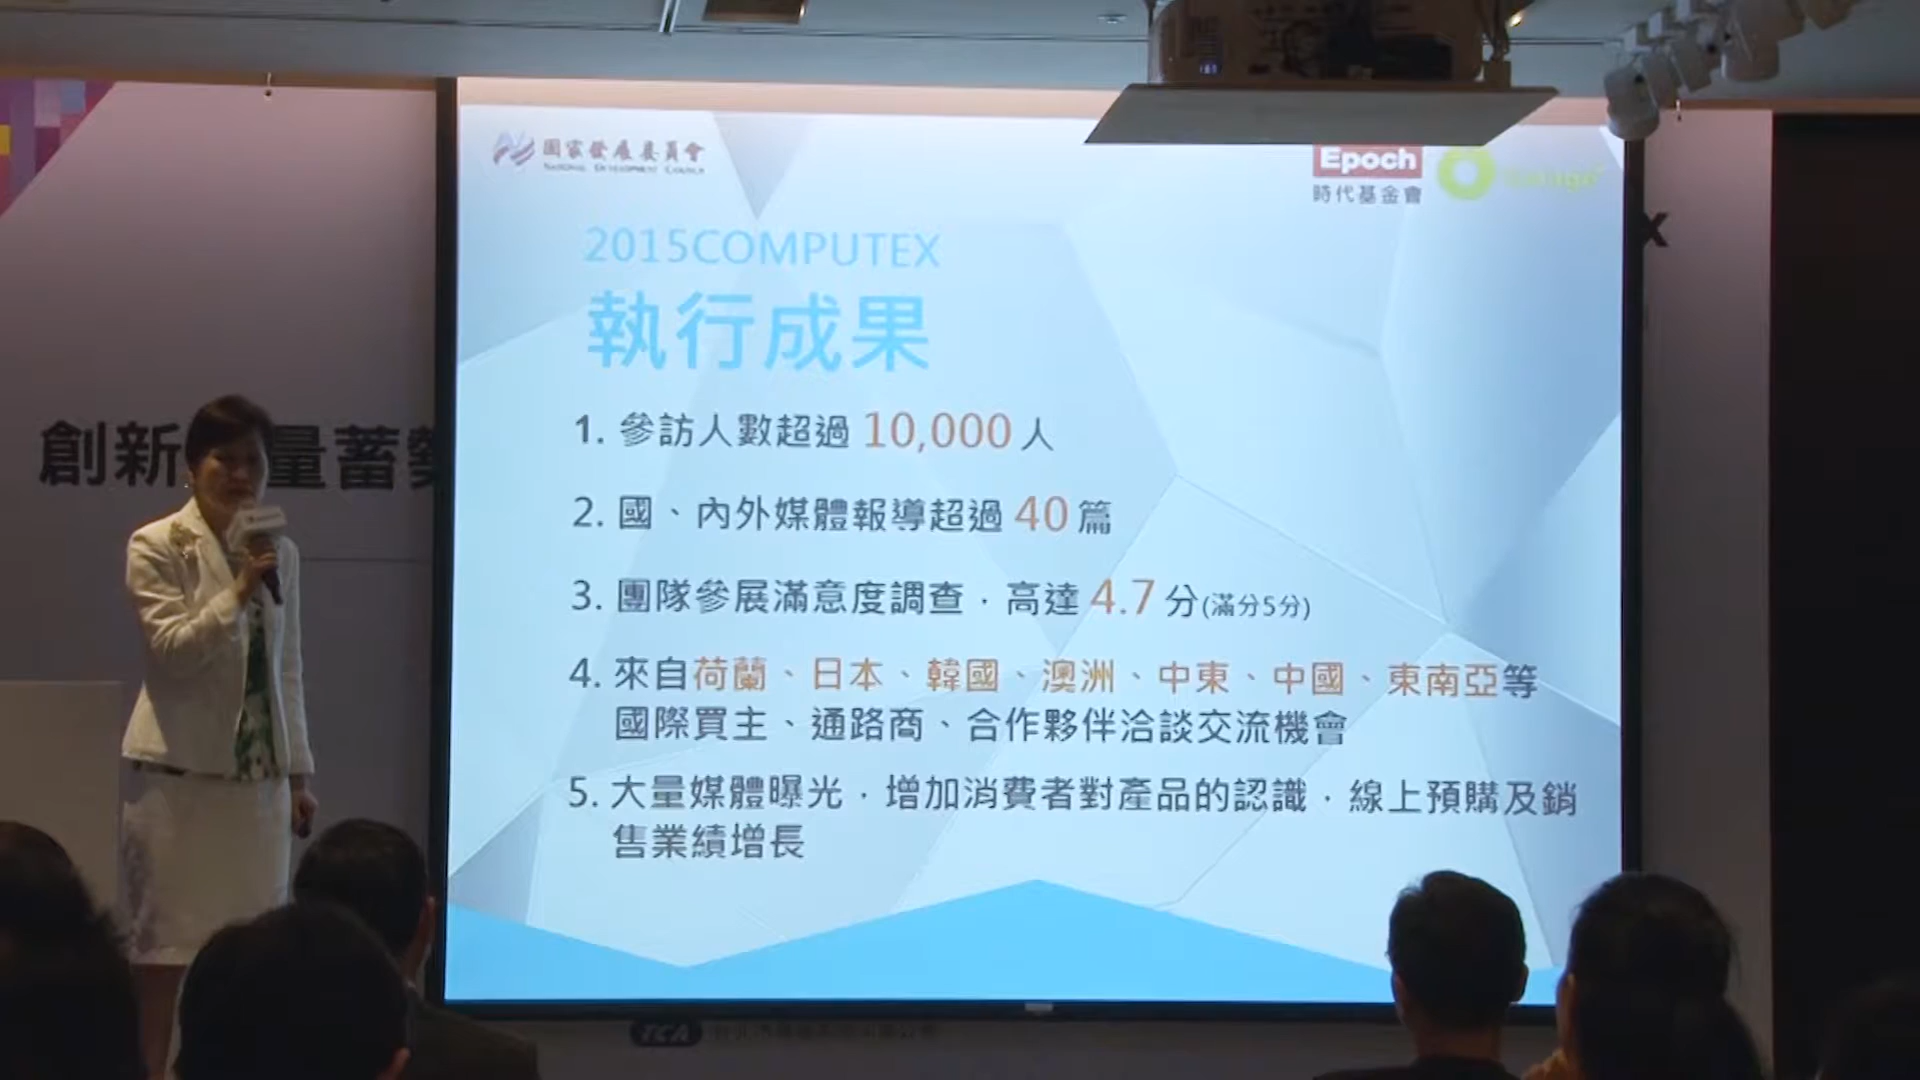 國家發展委員會
NATIONAL DEVELOPMENT COUNCIL
Epoch
時代基金會
2015COMPUTEX
執行成果
1. 參訪人數超過 10,000 人
2. 國、內外媒體報導超過 40 篇
3. 團隊參展滿意度調查，高達 4.7 分(滿分5分)
4. 來自荷蘭、日本、韓國、澳洲、中東、中國、東南亞等
國際買主、通路商、合作夥伴洽談交流機會
5. 大量媒體曝光，增加消費者對產品的認識，線上預購及銷
售業績增長
創新
量蓄
x
TCA